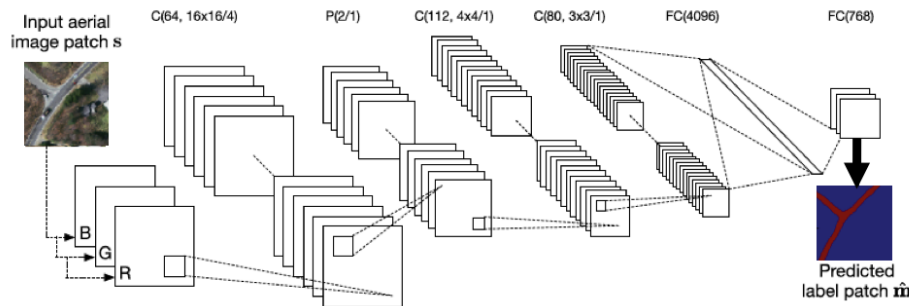 Input aerial
image patch s
C(64, 16x16/4)
P(2/1)
C(112, 4x4/1)
C(80, 3x3/1)
FC(4096)
FC(768)
B
G
R
Predicted
label patch m̂